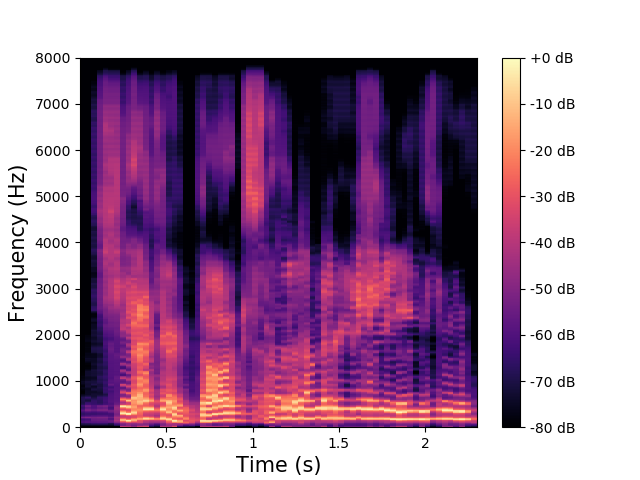 8000
7000
6000
5000
4000
3000
2000
1000
0
Frequency (Hz)
0
0.5
1
1.5
2
Time (s)
+0 dB
-10 dB
-20 dB
-30 dB
-40 dB
-50 dB
-60 dB
-70 dB
-80 dB